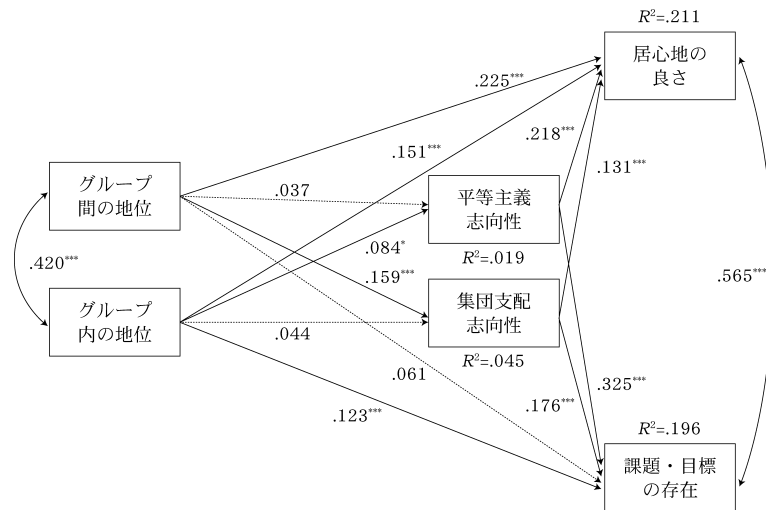 R²=.211
居心地の
良さ
.225***
.218***
.151***
.131***
グループ
間の地位
.037
平等主義
志向性
.084*
R²=.019
.420***
.159***
.565***
集団支配
志向性
グループ
内の地位
.044
R²=.045
.061
.325***
.176***
.123***
R²=.196
課題・目標
の存在